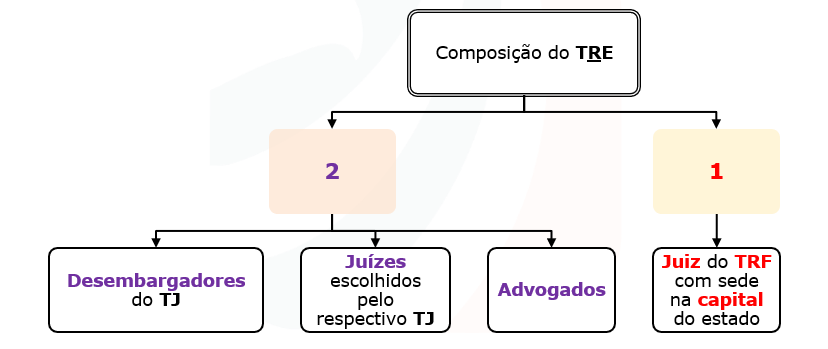 Composição do TRE
2
1
Desembargadores
do TJ
Juízes
escolhidos
pelo
respectivo TJ
Advogados
Juiz do TRF
com sede
na capital
do estado